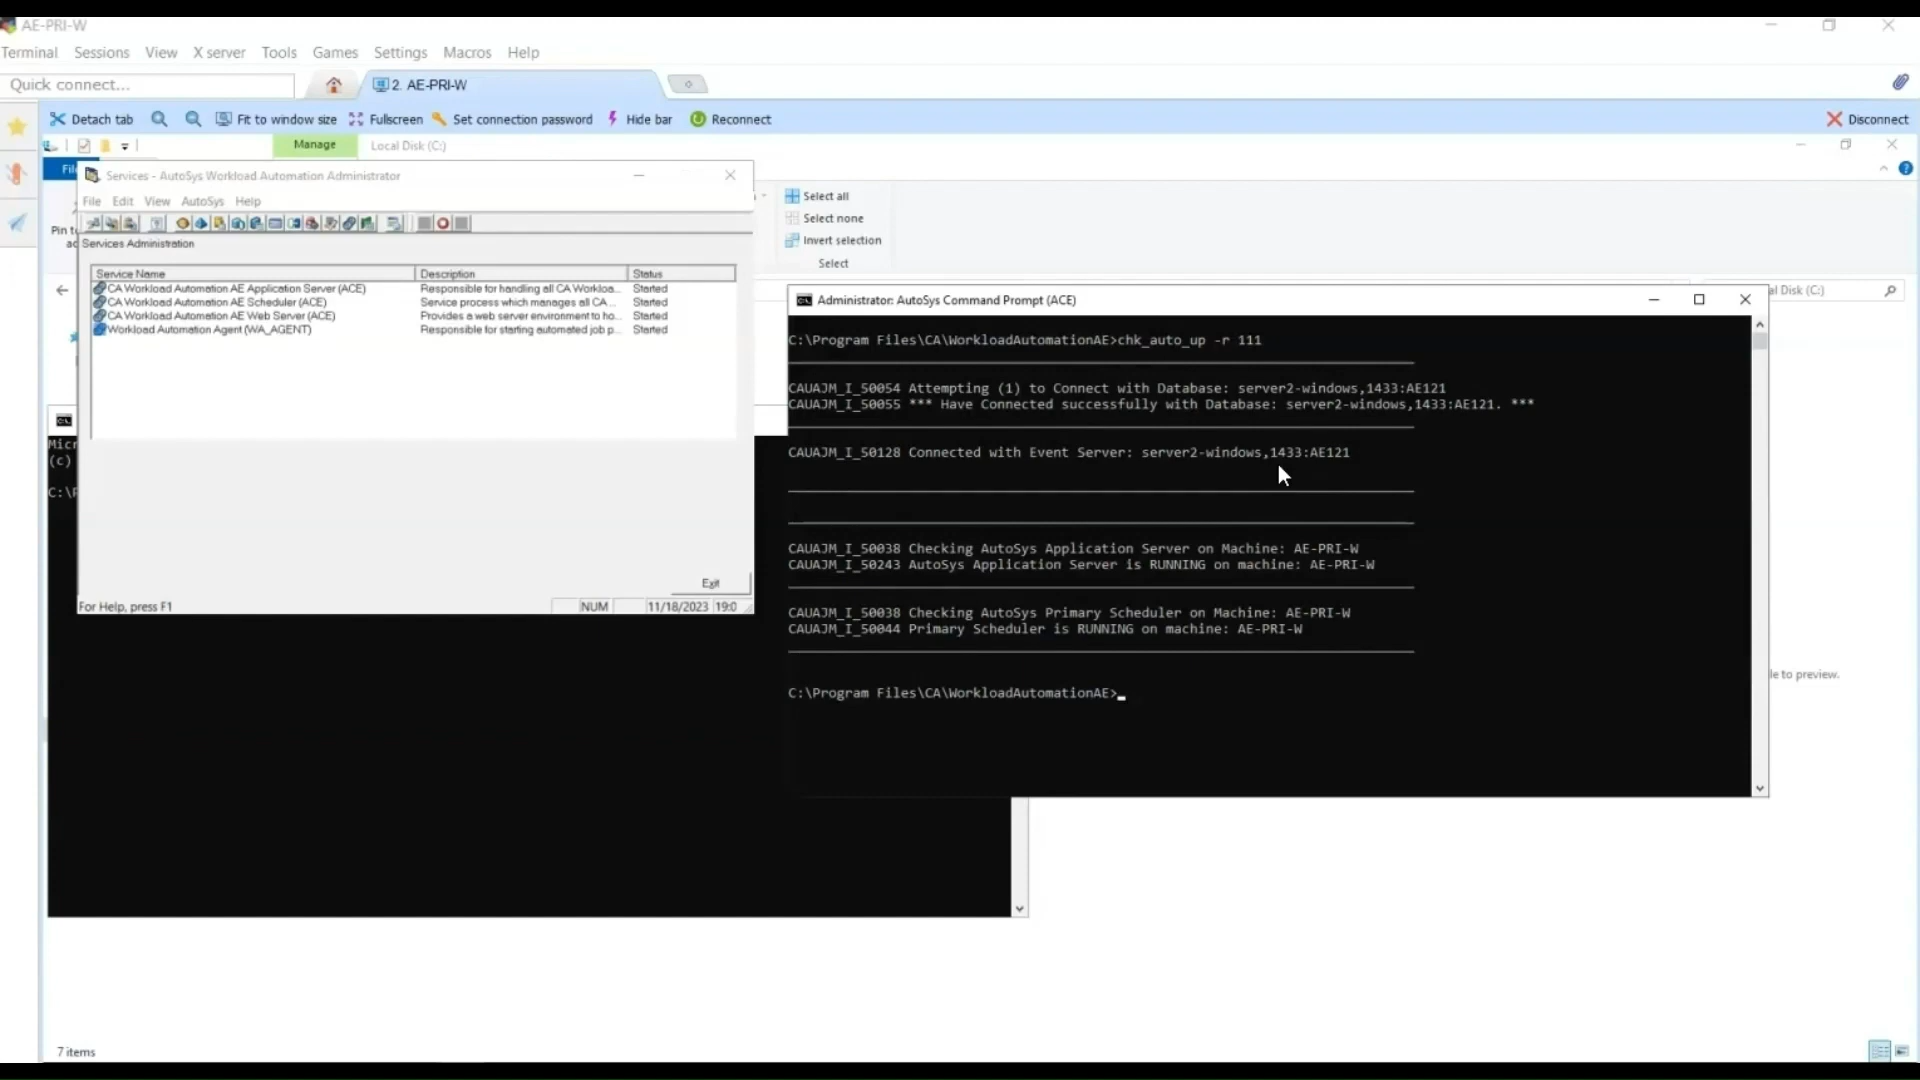 AE-PRI-W
Terminal Sessions View X server Tools Games Settings Macros Help
Quick connect...
2. AE-PRI-W
Detach tab Fit to window size Fullscreen Set connection password Hide bar Reconnect Disconnect
Manage Local Disk (C:)
Services - AutoSys Workload Automation Administrator
File Edit View AutoSys Help
Services Administration
Service Name Description Status
CA Workload Automation AE Application Server (ACE) Responsible for handling all CA Workloa... Started
CA Workload Automation AE Scheduler (ACE) Service process which manages all CA ... Started
CA Workload Automation AE Web Server (ACE) Provides a web server environment to ho... Started
Workload Automation Agent (WA_AGENT) Responsible for starting automated job p... Started
Exit
For Help, press F1 NUM 11/18/2023 19:0
Select all
Select none
Invert selection
Select
Administrator: AutoSys Command Prompt (ACE)
C:\Program Files\CA\WorkloadAutomationAE>chk_auto_up -r 111
CAUAJM_I_50054 Attempting (1) to Connect with Database: server2-windows,1433:AE121
CAUAJM_I_50055 *** Have Connected successfully with Database: server2-windows,1433:AE121. ***
CAUAJM_I_50128 Connected with Event Server: server2-windows,1433:AE121
CAUAJM_I_50038 Checking AutoSys Application Server on Machine: AE-PRI-W
CAUAJM_I_50243 AutoSys Application Server is RUNNING on machine: AE-PRI-W
CAUAJM_I_50038 Checking AutoSys Primary Scheduler on Machine: AE-PRI-W
CAUAJM_I_50044 Primary Scheduler is RUNNING on machine: AE-PRI-W
C:\Program Files\CA\WorkloadAutomationAE>
al Disk (C:)
le to preview.
Pin t
Micr
(c)
C:\P
7 items